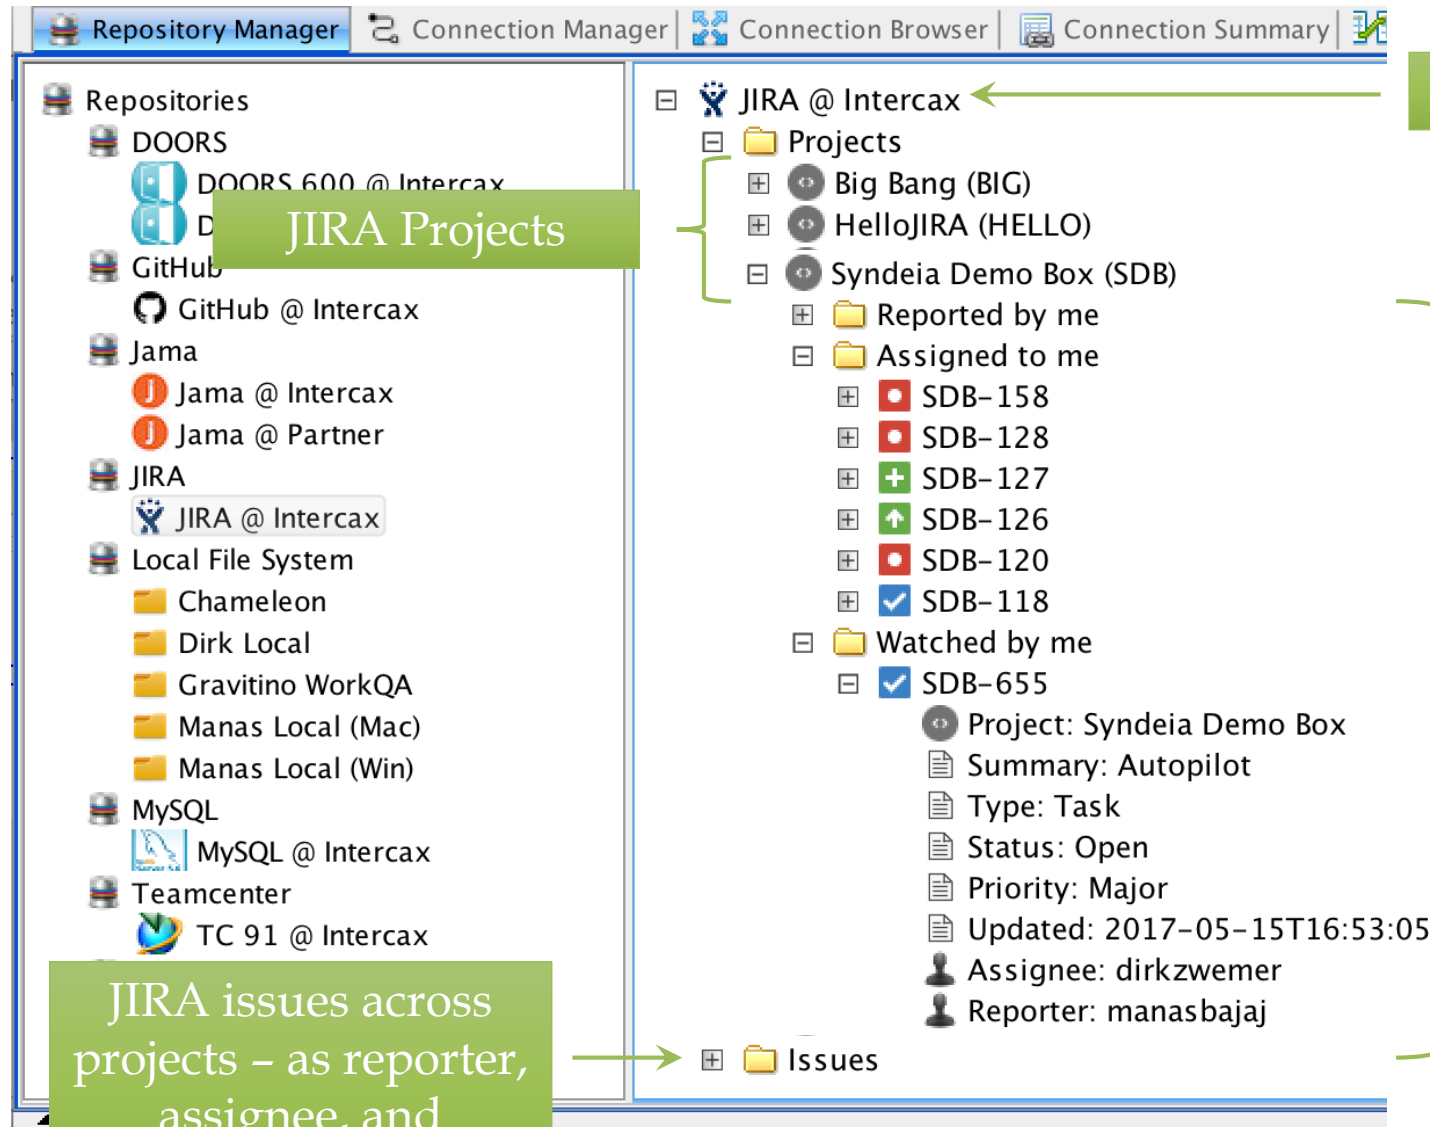 Repository Manager
Connection Manager
Connection Browser
Connection Summary
Repositories
DOORS
DOORS 600 @ Intercax
D
GitHub
GitHub @ Intercax
Jama
Jama @ Intercax
Jama @ Partner
JIRA
JIRA @ Intercax
Local File System
Chameleon
Dirk Local
Gravitino WorkQA
Manas Local (Mac)
Manas Local (Win)
MySQL
MySQL @ Intercax
Teamcenter
TC 91 @ Intercax
JIRA Projects
JIRA issues across
projects – as reporter,
assignee, and
JIRA @ Intercax
Projects
Big Bang (BIG)
HelloJIRA (HELLO)
Syndeia Demo Box (SDB)
Reported by me
Assigned to me
SDB-158
SDB-128
SDB-127
SDB-126
SDB-120
SDB-118
Watched by me
SDB-655
Project: Syndeia Demo Box
Summary: Autopilot
Type: Task
Status: Open
Priority: Major
Updated: 2017-05-15T16:53:05
Assignee: dirkzwemer
Reporter: manasbajaj
Issues